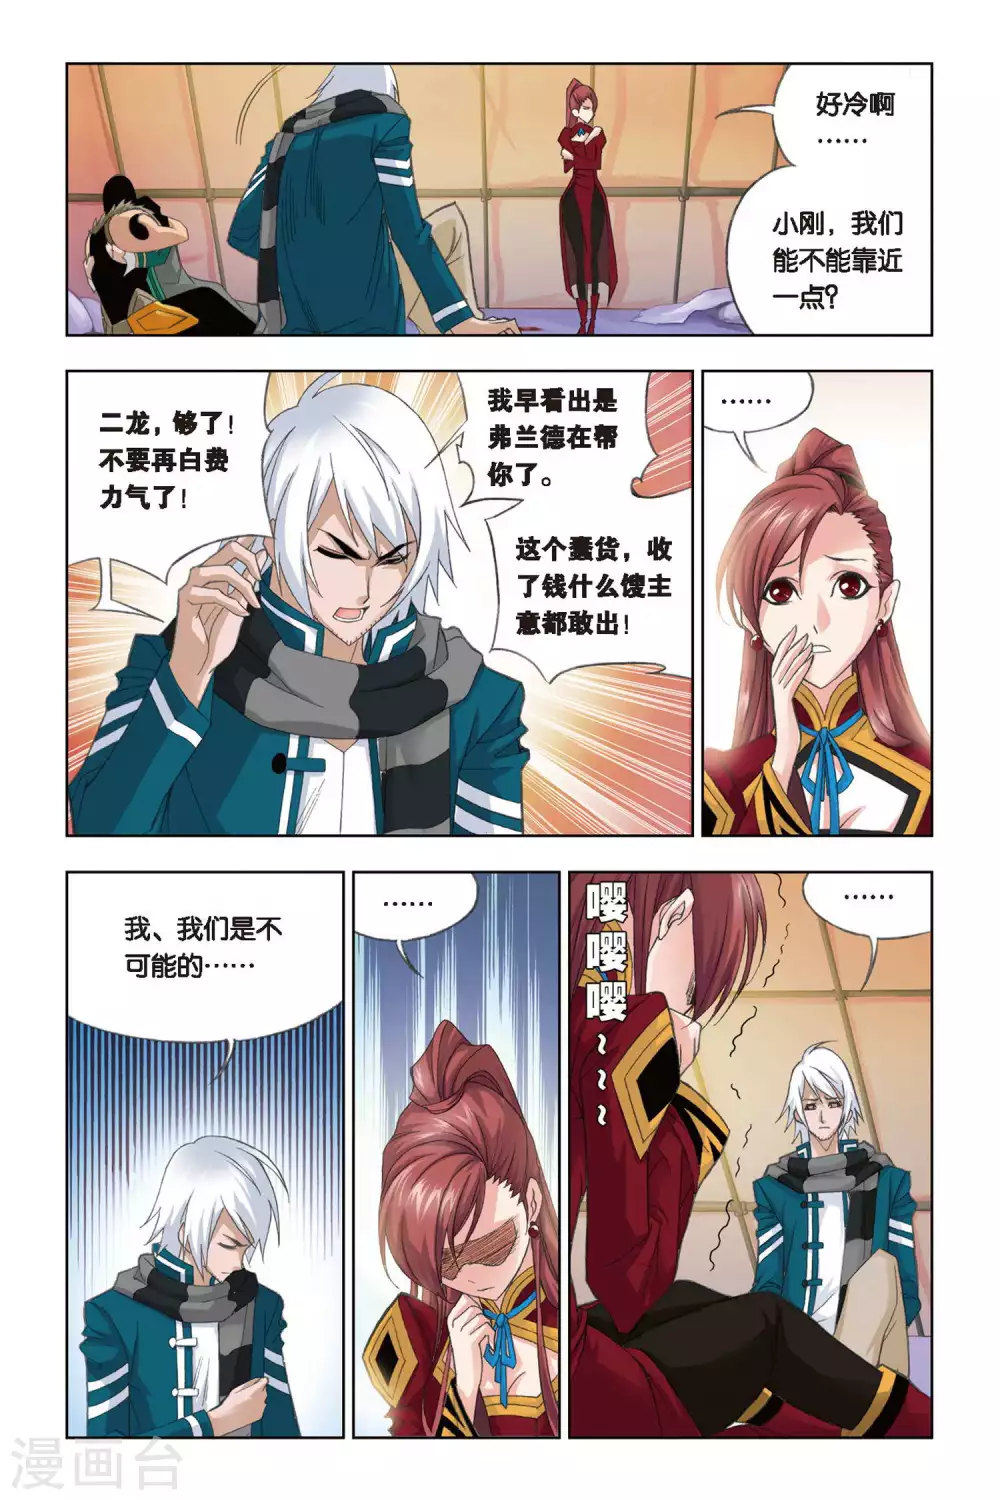 好冷啊
……
小刚，我们
能不能靠近
一点？
二龙，够了！
不要再白费
力气了！
我早看出是
弗兰德在帮
你了。
这个蠢货，收
了钱什么馊主
意都敢出！
……
我、我们是不
可能的……
……
嘤嘤嘤~~~
……
漫画台